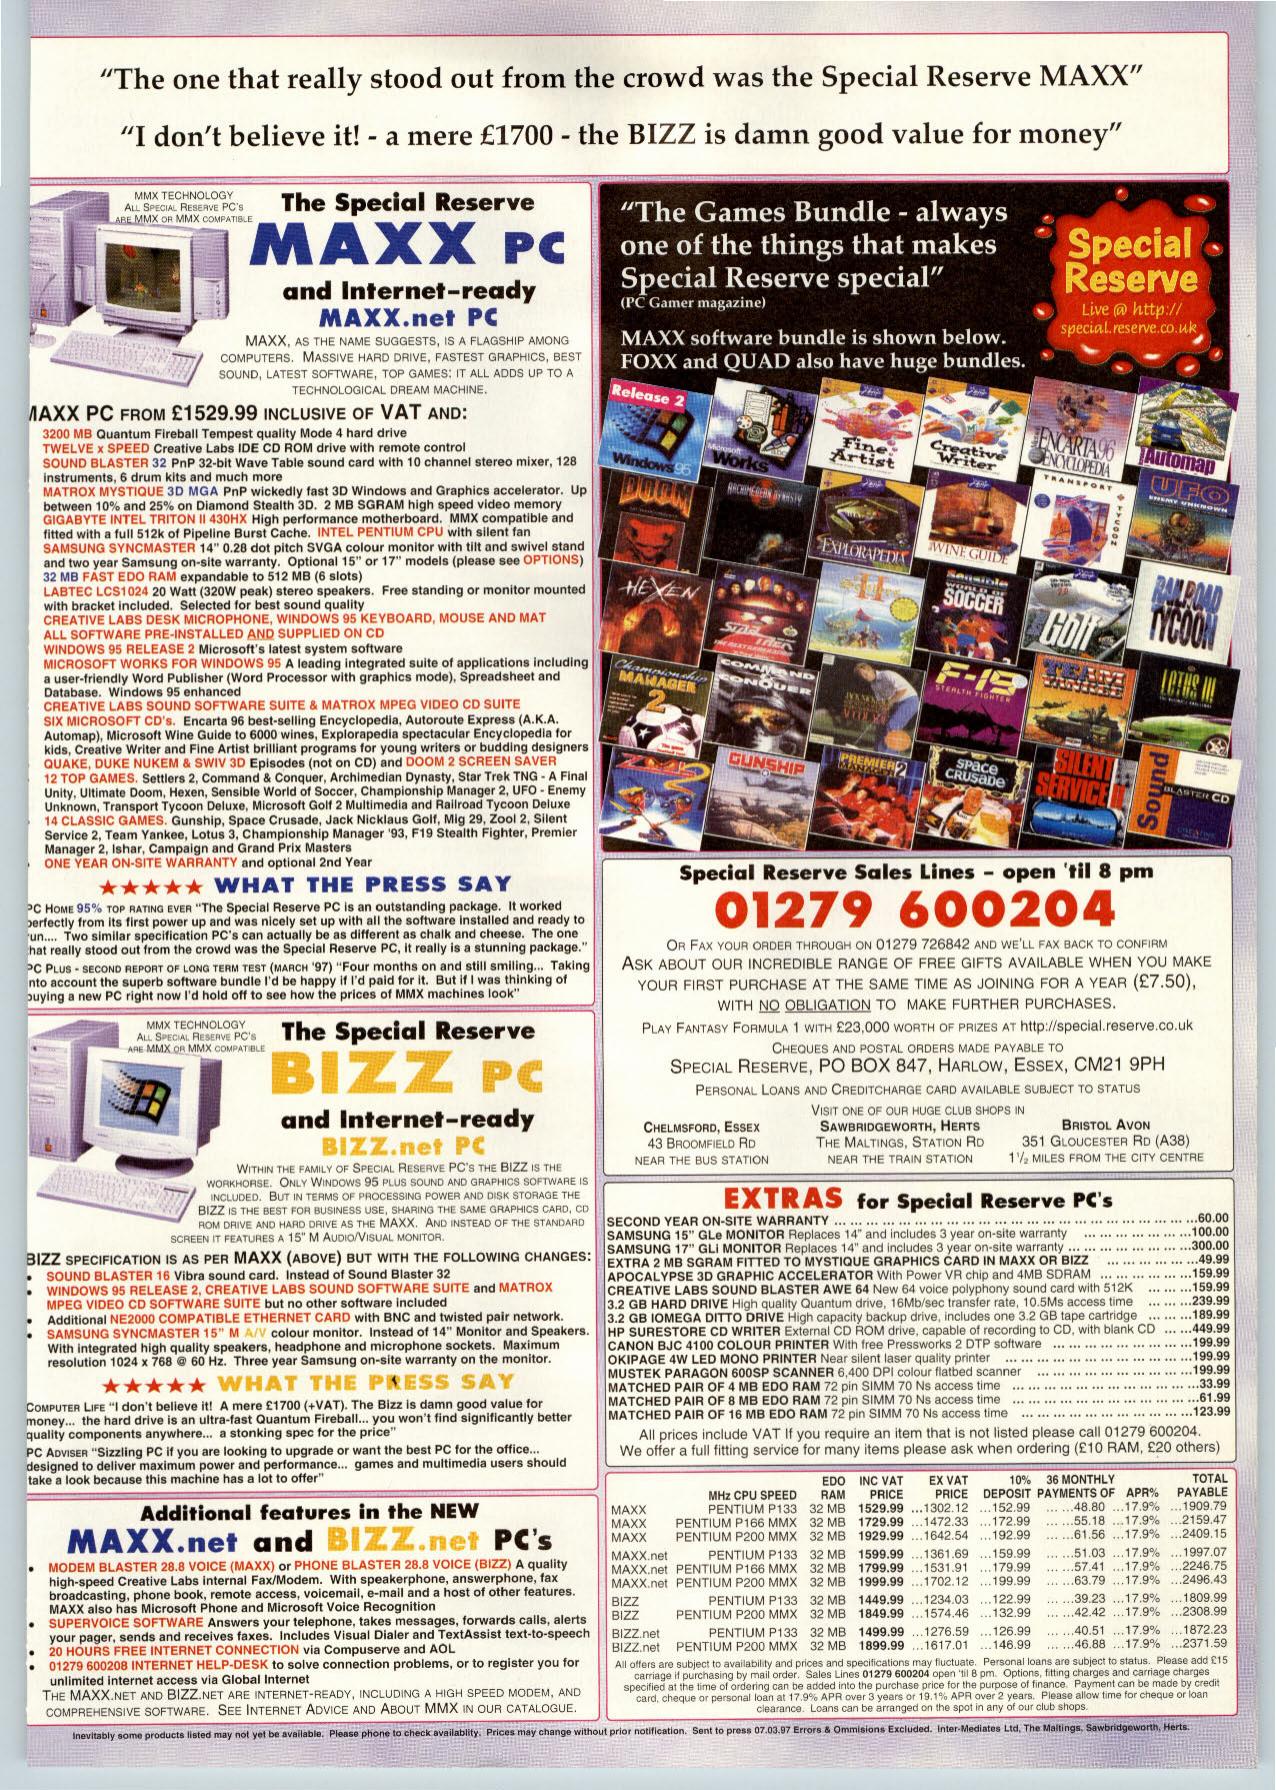 "The one that really stood out from the crowd was the Special Reserve MAXX"
"I don't believe it! - a mere £1700 - the BIZZ is damn good value for money"
MMX TECHNOLOGY
ALL SPECIAL RESERVE PC'S
ARE MMX OR MMX COMPATIBLE
The Special Reserve
MAXX PC
and Internet-ready
MAXX.net PC
MAXX, AS THE NAME SUGGESTS, IS A FLAGSHIP AMONG
COMPUTERS. MASSIVE HARD DRIVE, FASTEST GRAPHICS, BEST
SOUND, LATEST SOFTWARE, TOP GAMES: IT ALL ADDS UP TO A
TECHNOLOGICAL DREAM MACHINE.
MAXX PC FROM £1529.99 INCLUSIVE OF VAT AND:
3200 MB Quantum Fireball Tempest quality Mode 4 hard drive
TWELVE x SPEED Creative Labs IDE CD ROM drive with remote control
SOUND BLASTER 32 PnP 32-bit Wave Table sound card with 10 channel stereo mixer, 128
instruments, 6 drum kits and much more
MATROX MYSTIQUE 3D MGA PnP wickedly fast 3D Windows and Graphics accelerator. Up
between 10% and 25% on Diamond Stealth 3D. 2 MB SGRAM high speed video memory
GIGABYTE INTEL TRITON II 430HX High performance motherboard. MMX compatible and
fitted with a full 512k of Pipeline Burst Cache. INTEL PENTIUM CPU with silent fan
SAMSUNG SYNCMASTER 14" 0.28 dot pitch SVGA colour monitor with tilt and swivel stand
and two year Samsung on-site warranty. Optional 15" or 17" models (please see OPTIONS)
32 MB FAST EDO RAM expandable to 512 MB (6 slots)
LABTEC LCS1024 20 Watt (320W peak) stereo speakers. Free standing or monitor mounted
with bracket included. Selected for best sound quality
CREATIVE LABS DESK MICROPHONE, WINDOWS 95 KEYBOARD, MOUSE AND MAT
ALL SOFTWARE PRE-INSTALLED AND SUPPLIED ON CD
WINDOWS 95 RELEASE 2 Microsoft's latest system software
MICROSOFT WORKS FOR WINDOWS 95 A leading integrated suite of applications including
a user-friendly Word Publisher (Word Processor with graphics mode), Spreadsheet and
Database. Windows 95 enhanced
CREATIVE LABS SOUND SOFTWARE SUITE & MATROX MPEG VIDEO CD SUITE
SIX MICROSOFT CD's. Encarta 96 best-selling Encyclopedia, Autoroute Express (A.K.A.
Automap), Microsoft Wine Guide to 6000 wines, Explorapedia spectacular Encyclopedia for
kids, Creative Writer and Fine Artist brilliant programs for young writers or budding designers
QUAKE, DUKE NUKEM & SWIV 3D Episodes (not on CD) and DOOM 2 SCREEN SAVER
12 TOP GAMES. Settlers 2, Command & Conquer, Archimedian Dynasty, Star Trek TNG - A Final
Unity, Ultimate Doom, Hexen, Sensible World of Soccer, Championship Manager 2, UFO - Enemy
Unknown, Transport Tycoon Deluxe, Microsoft Golf 2 Multimedia and Railroad Tycoon Deluxe
14 CLASSIC GAMES. Gunship, Space Crusade, Jack Nicklaus Golf, Mig 29, Zool 2, Silent
Service 2, Team Yankee, Lotus 3, Championship Manager '93, F19 Stealth Fighter, Premier
Manager 2, Ishar, Campaign and Grand Prix Masters
ONE YEAR ON-SITE WARRANTY and optional 2nd Year
★★★★★ WHAT THE PRESS SAY
PC HOME 95% TOP RATING EVER "The Special Reserve PC is an outstanding package. It worked
perfectly from its first power up and was nicely set up with all the software installed and ready to
run.... Two similar specification PC's can actually be as different as chalk and cheese. The one
that really stood out from the crowd was the Special Reserve PC, it really is a stunning package."
PC PLUS - SECOND REPORT OF LONG TERM TEST (MARCH '97) "Four months on and still smiling... Taking
into account the superb software bundle I'd be happy if I'd paid for it. But if I was thinking of
buying a new PC right now I'd hold off to see how the prices of MMX machines look"
MMX TECHNOLOGY
ALL SPECIAL RESERVE PC'S
ARE MMX OR MMX COMPATIBLE
The Special Reserve
BIZZ PC
and Internet-ready
BIZZ.net PC
WITHIN THE FAMILY OF SPECIAL RESERVE PC'S THE BIZZ IS THE
WORKHORSE. ONLY WINDOWS 95 PLUS SOUND AND GRAPHICS SOFTWARE IS
INCLUDED. BUT IN TERMS OF PROCESSING POWER AND DISK STORAGE THE
BIZZ IS THE BEST FOR BUSINESS USE, SHARING THE SAME GRAPHICS CARD, CD
ROM DRIVE AND HARD DRIVE AS THE MAXX. AND INSTEAD OF THE STANDARD
SCREEN IT FEATURES A 15" M AUDIO/VISUAL MONITOR.
BIZZ SPECIFICATION IS AS PER MAXX (ABOVE) BUT WITH THE FOLLOWING CHANGES:
• SOUND BLASTER 16 Vibra sound card. Instead of Sound Blaster 32
• WINDOWS 95 RELEASE 2, CREATIVE LABS SOUND SOFTWARE SUITE and MATROX
MPEG VIDEO CD SOFTWARE SUITE but no other software included
• Additional NE2000 COMPATIBLE ETHERNET CARD with BNC and twisted pair network.
• SAMSUNG SYNCMASTER 15" M A/V colour monitor. Instead of 14" Monitor and Speakers.
With integrated high quality speakers, headphone and microphone sockets. Maximum
resolution 1024 x 768 @ 60 Hz. Three year Samsung on-site warranty on the monitor.
★★★★★ WHAT THE PRESS SAY
COMPUTER LIFE "I don't believe it! A mere £1700 (+VAT). The Bizz is damn good value for
money... the hard drive is an ultra-fast Quantum Fireball... you won't find significantly better
quality components anywhere... a stonking spec for the price"
PC ADVISER "Sizzling PC if you are looking to upgrade or want the best PC for the office...
designed to deliver maximum power and performance... games and multimedia users should
take a look because this machine has a lot to offer"
Additional features in the NEW
MAXX.net and BIZZ.net PC's
• MODEM BLASTER 28.8 VOICE (MAXX) or PHONE BLASTER 28.8 VOICE (BIZZ) A quality
high-speed Creative Labs internal Fax/Modem. With speakerphone, answerphone, fax
broadcasting, phone book, remote access, voicemail, e-mail and a host of other features.
MAXX also has Microsoft Phone and Microsoft Voice Recognition
• SUPERVOICE SOFTWARE Answers your telephone, takes messages, forwards calls, alerts
your pager, sends and receives faxes. Includes Visual Dialer and TextAssist text-to-speech
• 20 HOURS FREE INTERNET CONNECTION via Compuserve and AOL
• 01279 600208 INTERNET HELP-DESK to solve connection problems, or to register you for
unlimited internet access via Global Internet
THE MAXX.NET AND BIZZ.NET ARE INTERNET-READY, INCLUDING A HIGH SPEED MODEM, AND
COMPREHENSIVE SOFTWARE. SEE INTERNET ADVICE AND ABOUT MMX IN OUR CATALOGUE.
"The Games Bundle - always
one of the things that makes
Special Reserve special"
(PC Gamer magazine)
MAXX software bundle is shown below.
FOXX and QUAD also have huge bundles.
Special
Reserve
Live @ http://
special.reserve.co.uk
Release 2
Windows 95
Microsoft Works
Fine Artist
Creative Writer
ENCARTA 96 ENCYCLOPEDIA
Automap
DOOM
ARCHIMEDEAN DYNASTY
EXPLORAPEDIA
WINE GUIDE
TRANSPORT TYCOON
UFO ENEMY UNKNOWN
HEXEN
STAR TREK
II
Sensible WORLD OF SOCCER
Golf
RAILROAD TYCOON
Championship MANAGER 2
COMMAND & CONQUER
F-19 STEALTH FIGHTER
TEAM YANKEE
LOTUS III
ZOOL 2
GUNSHIP
PREMIER MANAGER 2
SPACE CRUSADE
SILENT SERVICE II
Sound BLASTER CD
Special Reserve Sales Lines - open 'til 8 pm
01279 600204
OR FAX YOUR ORDER THROUGH ON 01279 726842 AND WE'LL FAX BACK TO CONFIRM
ASK ABOUT OUR INCREDIBLE RANGE OF FREE GIFTS AVAILABLE WHEN YOU MAKE
YOUR FIRST PURCHASE AT THE SAME TIME AS JOINING FOR A YEAR (£7.50),
WITH NO OBLIGATION TO MAKE FURTHER PURCHASES.
PLAY FANTASY FORMULA 1 WITH £23,000 WORTH OF PRIZES AT http://special.reserve.co.uk
CHEQUES AND POSTAL ORDERS MADE PAYABLE TO
SPECIAL RESERVE, PO BOX 847, HARLOW, ESSEX, CM21 9PH
PERSONAL LOANS AND CREDITCHARGE CARD AVAILABLE SUBJECT TO STATUS
VISIT ONE OF OUR HUGE CLUB SHOPS IN
CHELMSFORD, ESSEX SAWBRIDGEWORTH, HERTS BRISTOL AVON
43 BROOMFIELD RD THE MALTINGS, STATION RD 351 GLOUCESTER RD (A38)
NEAR THE BUS STATION NEAR THE TRAIN STATION 1 1/2 MILES FROM THE CITY CENTRE
EXTRAS for Special Reserve PC's
SECOND YEAR ON-SITE WARRANTY ... 60.00
SAMSUNG 15" GLe MONITOR Replaces 14" and includes 3 year on-site warranty ... 100.00
SAMSUNG 17" GLi MONITOR Replaces 14" and includes 3 year on-site warranty ... 300.00
EXTRA 2 MB SGRAM FITTED TO MYSTIQUE GRAPHICS CARD IN MAXX OR BIZZ ... 49.99
APOCALYPSE 3D GRAPHIC ACCELERATOR With Power VR chip and 4MB SDRAM ... 159.99
CREATIVE LABS SOUND BLASTER AWE 64 New 64 voice polyphony sound card with 512K ... 159.99
3.2 GB HARD DRIVE High quality Quantum drive, 16Mb/sec transfer rate, 10.5Ms access time ... 239.99
3.2 GB IOMEGA DITTO DRIVE High capacity backup drive, includes one 3.2 GB tape cartridge ... 189.99
HP SURESTORE CD WRITER External CD ROM drive, capable of recording to CD, with blank CD ... 449.99
CANON BJC 4100 COLOUR PRINTER With free Pressworks 2 DTP software ... 199.99
OKIPAGE 4W LED MONO PRINTER Near silent laser quality printer ... 199.99
MUSTEK PARAGON 600SP SCANNER 6,400 DPI colour flatbed scanner ... 199.99
MATCHED PAIR OF 4 MB EDO RAM 72 pin SIMM 70 Ns access time ... 33.99
MATCHED PAIR OF 8 MB EDO RAM 72 pin SIMM 70 Ns access time ... 61.99
MATCHED PAIR OF 16 MB EDO RAM 72 pin SIMM 70 Ns access time ... 123.99
All prices include VAT If you require an item that is not listed please call 01279 600204.
We offer a full fitting service for many items please ask when ordering (£10 RAM, £20 others)
EDO INC VAT EX VAT 10% 36 MONTHLY TOTAL
MHz CPU SPEED RAM PRICE PRICE DEPOSIT PAYMENTS OF APR% PAYABLE
MAXX PENTIUM P133 32 MB 1529.99 ...1302.12 ...152.99 ... ...48.80 ...17.9% ...1909.79
MAXX PENTIUM P166 MMX 32 MB 1729.99 ...1472.33 ...172.99 ... ...55.18 ...17.9% ...2159.47
MAXX PENTIUM P200 MMX 32 MB 1929.99 ...1642.54 ...192.99 ... ...61.56 ...17.9% ...2409.15
MAXX.net PENTIUM P133 32 MB 1599.99 ...1361.69 ...159.99 ... ...51.03 ...17.9% ...1997.07
MAXX.net PENTIUM P166 MMX 32 MB 1799.99 ...1531.91 ...179.99 ... ...57.41 ...17.9% ...2246.75
MAXX.net PENTIUM P200 MMX 32 MB 1999.99 ...1702.12 ...199.99 ... ...63.79 ...17.9% ...2496.43
BIZZ PENTIUM P133 32 MB 1449.99 ...1234.03 ...122.99 ... ...39.23 ...17.9% ...1809.99
BIZZ PENTIUM P200 MMX 32 MB 1849.99 ...1574.46 ...132.99 ... ...42.42 ...17.9% ...2308.99
BIZZ.net PENTIUM P133 32 MB 1499.99 ...1276.59 ...126.99 ... ...40.51 ...17.9% ...1872.23
BIZZ.net PENTIUM P200 MMX 32 MB 1899.99 ...1617.01 ...146.99 ... ...46.88 ...17.9% ...2371.59
All offers are subject to availability and prices and specifications may fluctuate. Personal loans are subject to status. Please add £15
carriage if purchasing by mail order. Sales Lines 01279 600204 open 'til 8 pm. Options, fitting charges and carriage charges
specified at the time of ordering can be added into the purchase price for the purpose of finance. Payment can be made by credit
card, cheque or personal loan at 17.9% APR over 3 years or 19.1% APR over 2 years. Please allow time for cheque or loan
clearance. Loans can be arranged on the spot in any of our club shops.
Inevitably some products listed may not yet be available. Please phone to check availablity. Prices may change without prior notification. Sent to press 07.03.97 Errors & Ommisions Excluded. Inter-Mediates Ltd, The Maltings, Sawbridgeworth, Herts.